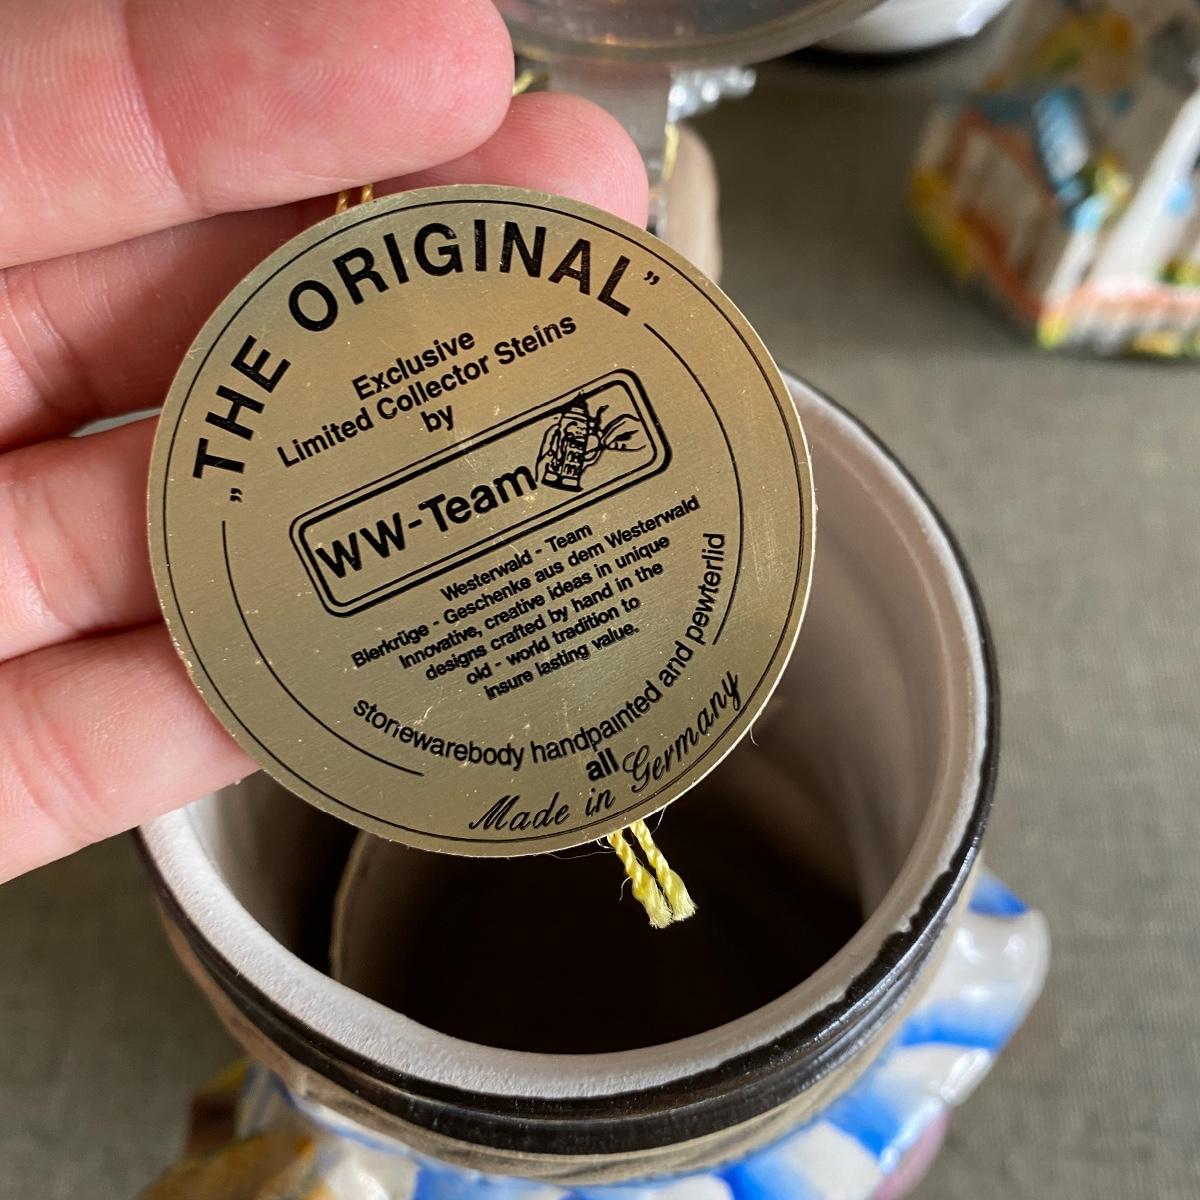 „THE ORIGINAL”
Exclusive
Limited Collector Steins
by
WW-Team
Westerwald - Team
Bierkrüge - Geschenke aus dem Westerwald
Innovative, creative ideas in unique
designs crafted by hand in the
old - world tradition to
insure lasting value.
stonewarebody handpainted and pewterlid
all
Made in Germany